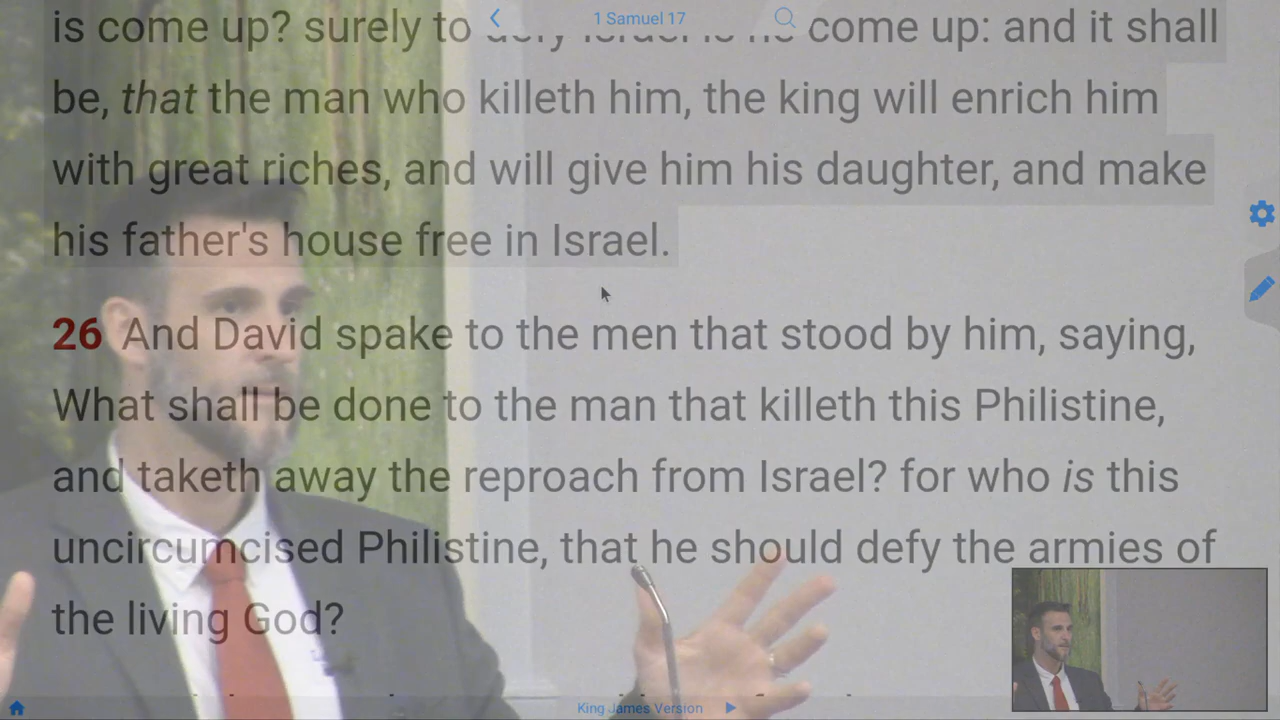 1 Samuel 17
is come up? surely to defy Israel is he come up: and it shall
be, that the man who killeth him, the king will enrich him
with great riches, and will give him his daughter, and make
his father's house free in Israel.
26 And David spake to the men that stood by him, saying,
What shall be done to the man that killeth this Philistine,
and taketh away the reproach from Israel? for who is this
uncircumcised Philistine, that he should defy the armies of
the living God?
King James Version